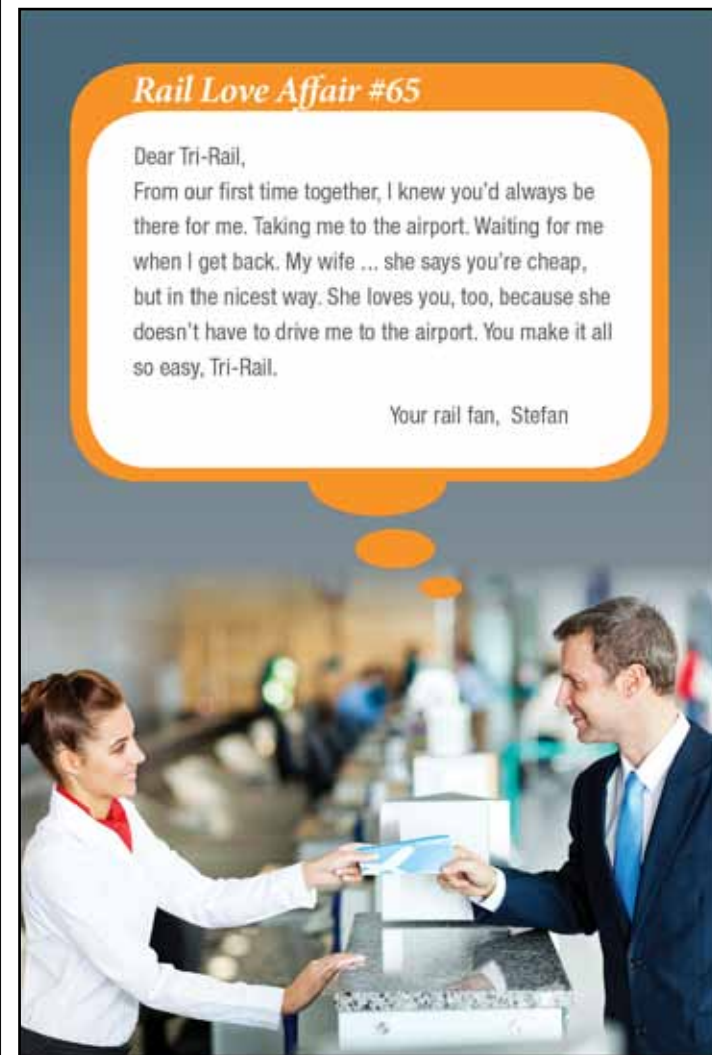 Rail Love Affair #65
Dear Tri-Rail,
From our first time together, I knew you'd always be
there for me. Taking me to the airport. Waiting for me
when I get back. My wife ... she says you're cheap,
but in the nicest way. She loves you, too, because she
doesn't have to drive me to the airport. You make it all
so easy, Tri-Rail.
Your rail fan, Stefan